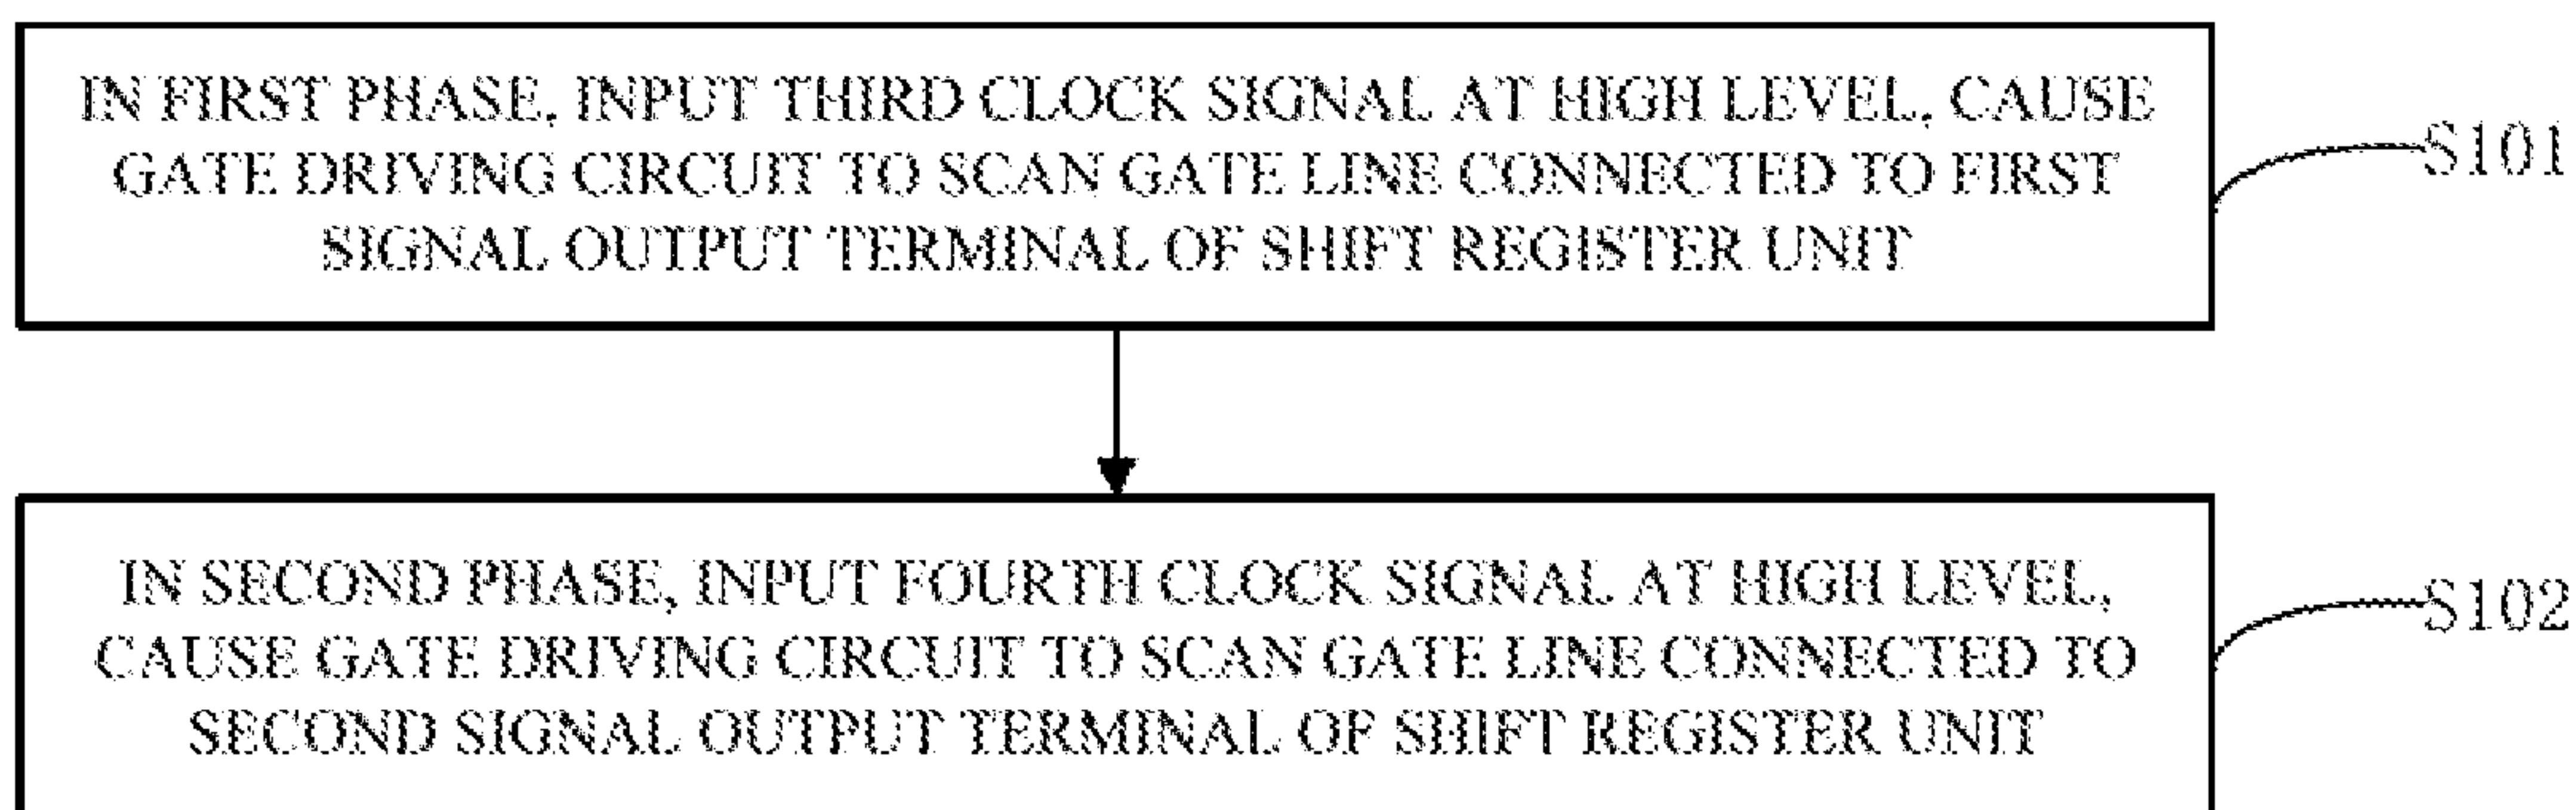 IN FIRST PHASE, INPUT THIRD CLOCK SIGNAL AT HIGH LEVEL, CAUSE
GATE DRIVING CIRCUIT TO SCAN GATE LINE CONNECTED TO FIRST
SIGNAL OUTPUT TERMINAL OF SHIFT REGISTER UNIT
S101
IN SECOND PHASE, INPUT FOURTH CLOCK SIGNAL AT HIGH LEVEL,
CAUSE GATE DRIVING CIRCUIT TO SCAN GATE LINE CONNECTED TO
SECOND SIGNAL OUTPUT TERMINAL OF SHIFT REGISTER UNIT
S102